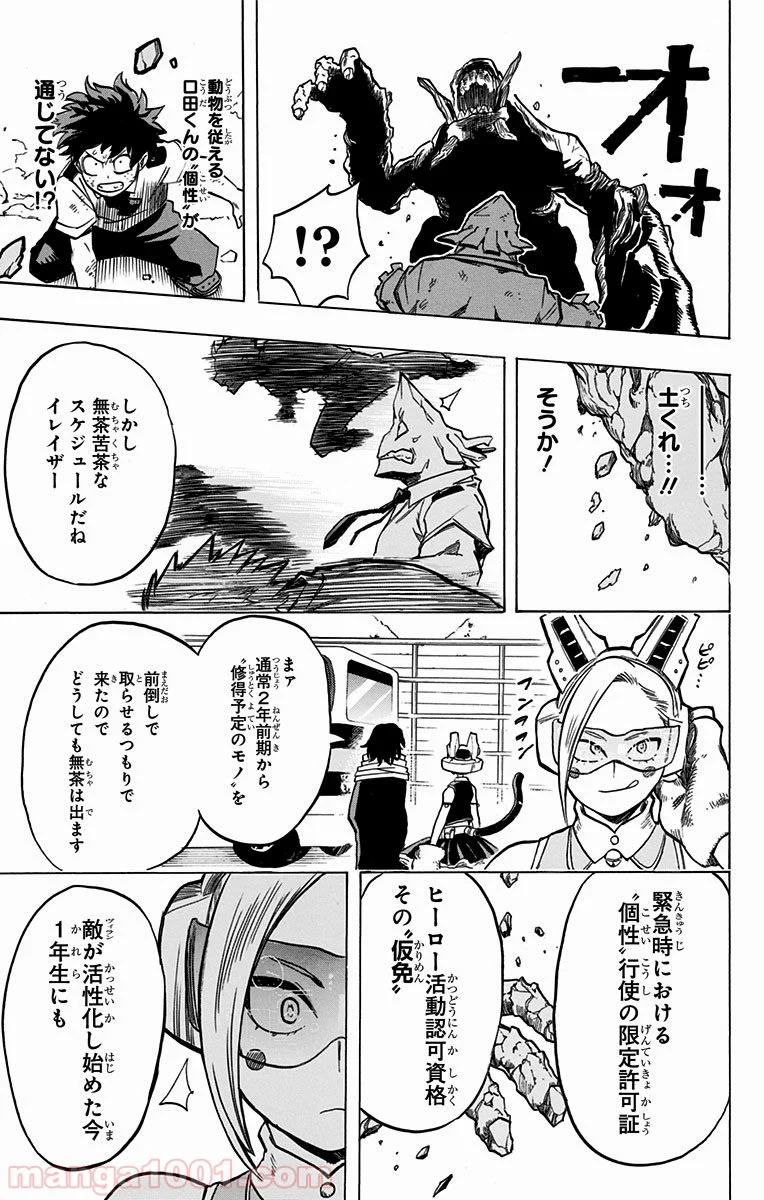 オオ
!?
動物を従える
口田くんの〝個性〟が
通じてない!?
……
土くれ…!!
そうか!
しかし
無茶苦茶な
スケジュールだね
イレイザー
ピピ…
まァ
通常2年前期から
〝修得予定のモノ〟を
前倒しで
取らせるつもりで
来たので
どうしても無茶は出ます
緊急時における
〝個性〟行使の限定許可証
ヒーロー活動認可資格
その〝仮免〟
敵が活性化し始めた今
1年生にも
manga1001.com